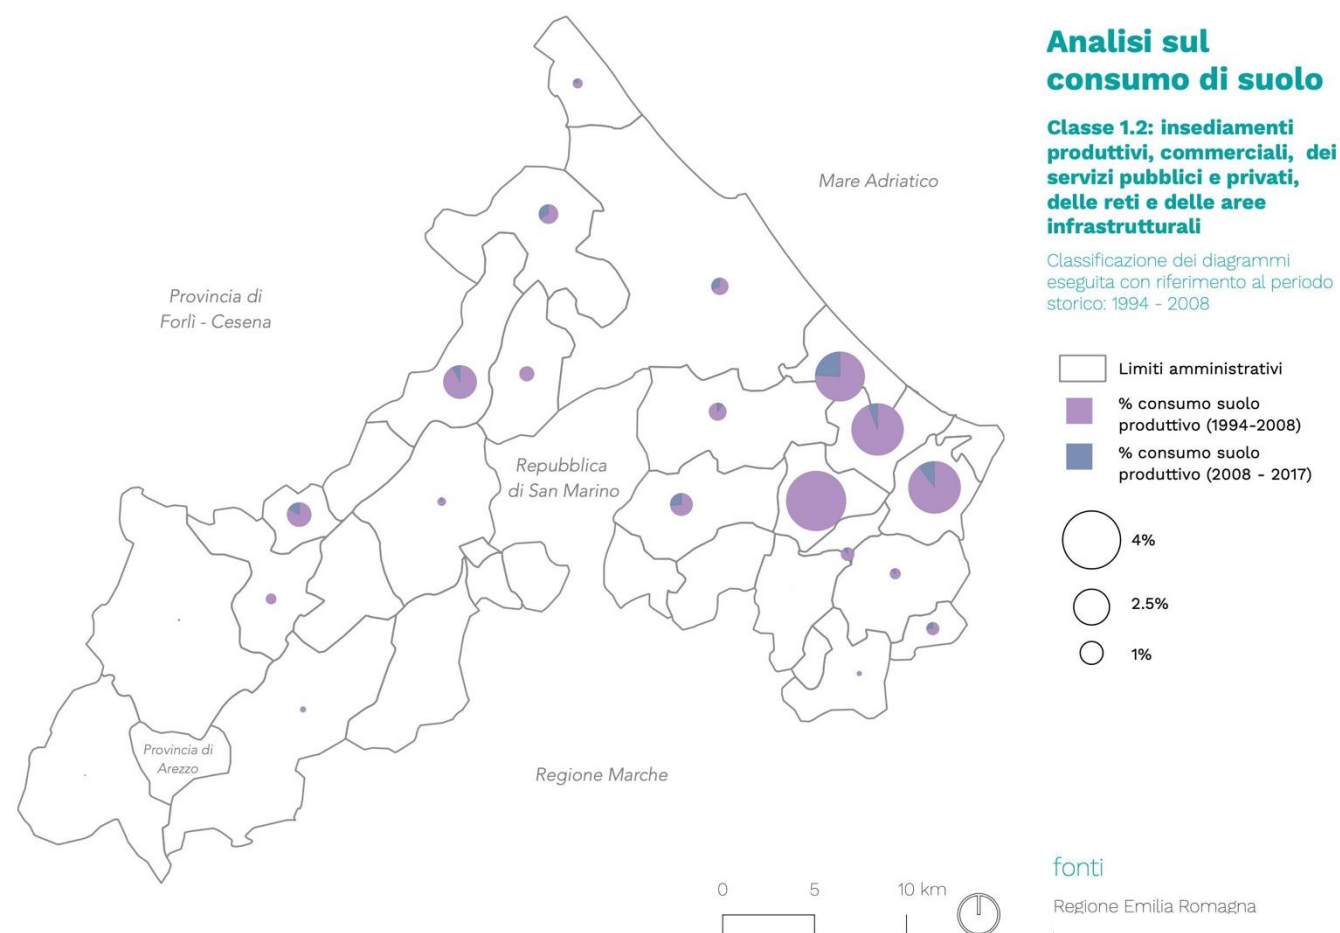 Analisi sul
consumo di suolo
Classe 1.2: insediamenti
produttivi, commerciali, dei
servizi pubblici e privati,
delle reti e delle aree
infrastrutturali
Classificazione dei diagrammi
eseguita con riferimento al periodo
storico: 1994 - 2008
Limiti amministrativi
% consumo suolo
produttivo (1994-2008)
% consumo suolo
produttivo (2008 - 2017)
4%
2.5%
1%
Mare Adriatico
Provincia di
Forlì - Cesena
Repubblica
di San Marino
Provincia di
Arezzo
Regione Marche
0 5 10 km
fonti
Regione Emilia Romagna